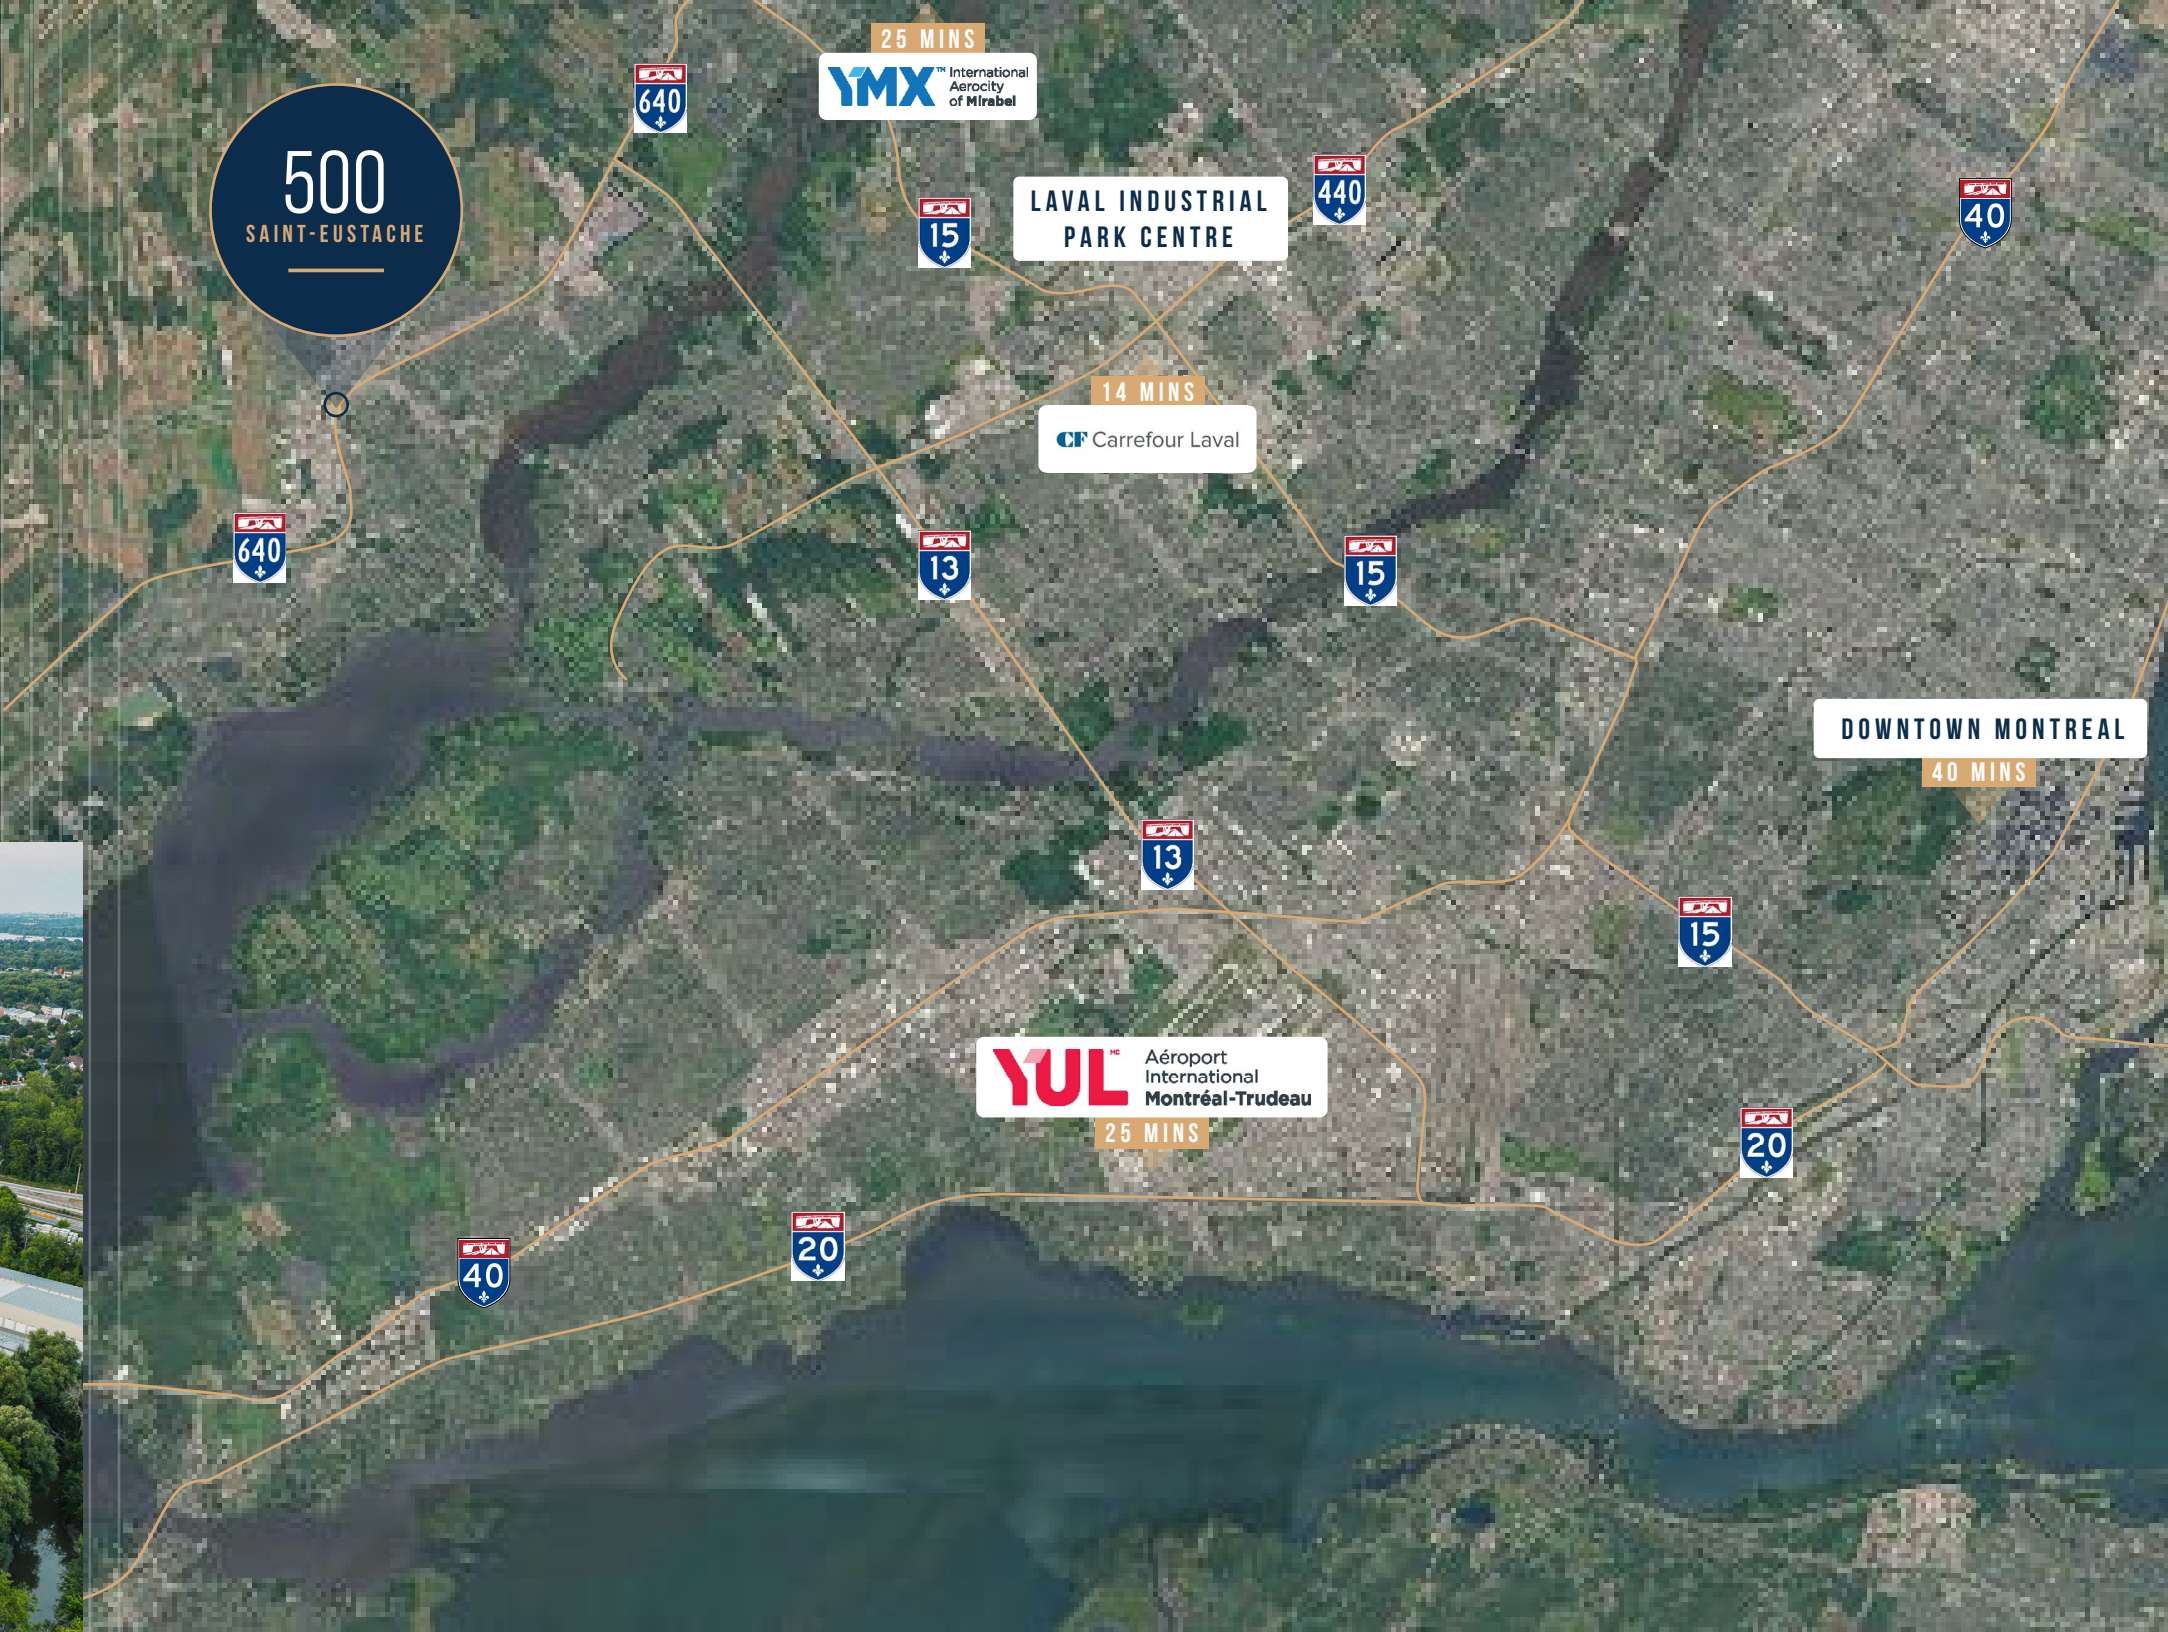 25 MINS
YMX™ International
Aerocity
of Mirabel
640
500
SAINT-EUSTACHE
440
LAVAL INDUSTRIAL
PARK CENTRE
40
15
14 MINS
CF Carrefour Laval
640
13
15
DOWNTOWN MONTREAL
40 MINS
13
15
YUL MC Aéroport
International
Montréal-Trudeau
25 MINS
20
20
40